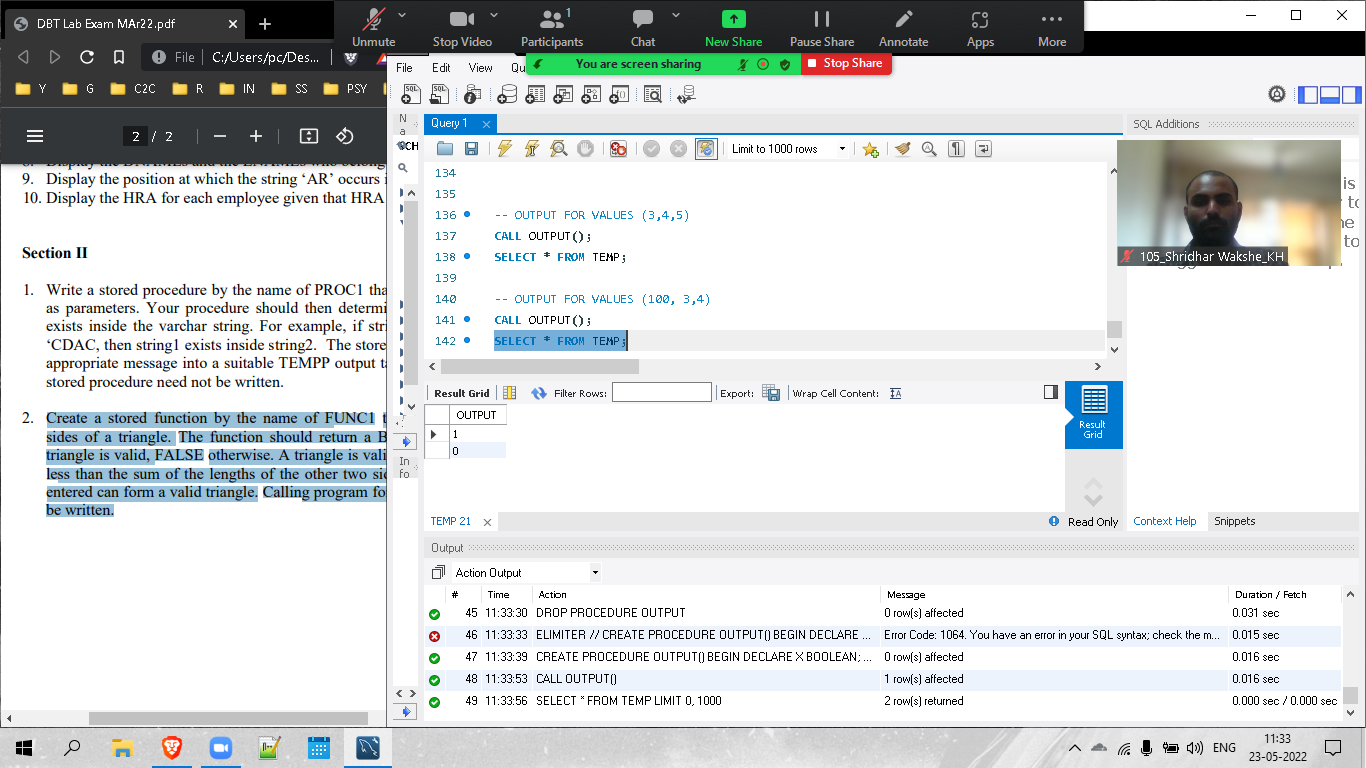 DBT Lab Exam MAr22.pdf
Unmute
Stop Video
Participants
1
Chat
New Share
Pause Share
Annotate
Apps
More
You are screen sharing
Stop Share
File
C:/Users/pc/Des...
Y
G
C2C
R
IN
SS
PSY
2 / 2
9. Display the position at which the string ‘AR’ occurs i
10. Display the HRA for each employee given that HRA
Section II
1. Write a stored procedure by the name of PROC1 tha
as parameters. Your procedure should then determi
exists inside the varchar string. For example, if stri
‘CDAC, then string1 exists inside string2. The store
appropriate message into a suitable TEMPP output ta
stored procedure need not be written.
2. Create a stored function by the name of FUNC1 t
sides of a triangle. The function should return a B
triangle is valid, FALSE otherwise. A triangle is vali
less than the sum of the lengths of the other two sid
entered can form a valid triangle. Calling program fo
be written.
File
Edit
View
Qu
Na
CH
Query 1
Limit to 1000 rows
134
135
136 -- OUTPUT FOR VALUES (3,4,5)
137 CALL OUTPUT();
138 SELECT * FROM TEMP;
139
140 -- OUTPUT FOR VALUES (100, 3,4)
141 CALL OUTPUT();
142 SELECT * FROM TEMP;
SQL Additions
is
to
to
105_Shridhar Wakshe_KH
Result Grid
Filter Rows:
Export:
Wrap Cell Content:
OUTPUT
1
0
Result
Grid
Info
TEMP 21
Read Only
Context Help
Snippets
Output
Action Output
# Time Action Message Duration / Fetch
45 11:33:30 DROP PROCEDURE OUTPUT 0 row(s) affected 0.031 sec
46 11:33:33 ELIMITER // CREATE PROCEDURE OUTPUT() BEGIN DECLARE ... Error Code: 1064. You have an error in your SQL syntax; check the m... 0.015 sec
47 11:33:39 CREATE PROCEDURE OUTPUT() BEGIN DECLARE X BOOLEAN; ... 0 row(s) affected 0.016 sec
48 11:33:53 CALL OUTPUT() 1 row(s) affected 0.016 sec
49 11:33:56 SELECT * FROM TEMP LIMIT 0, 1000 2 row(s) returned 0.000 sec / 0.000 sec
ENG
11:33
23-05-2022